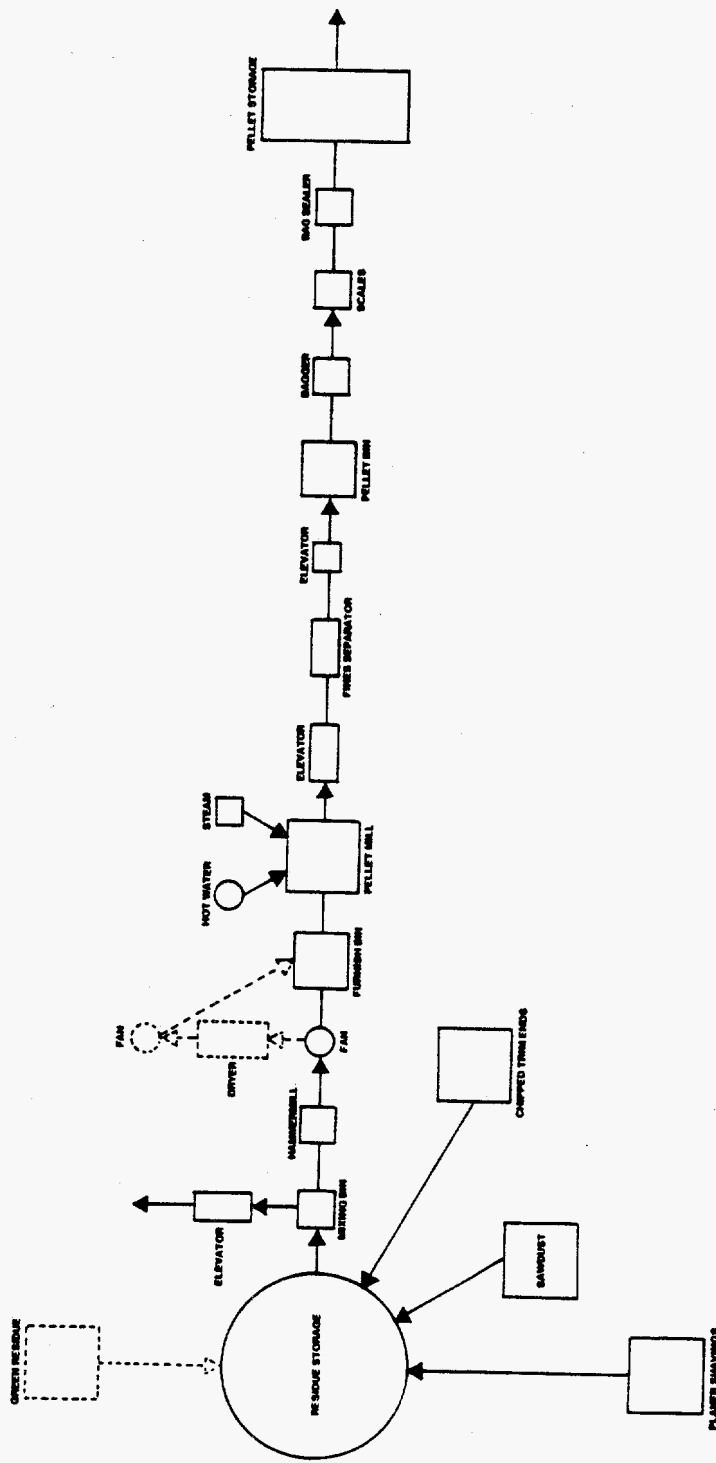 GREEN RESIDUE
RESIDUE STORAGE
PLANER SHAVINGS
SAWDUST
CHIPPED TRIM ENDS
ELEVATOR
MIXING BIN
HAMMERMILL
FAN
DRYER
FAN
FURNISH BIN
HOT WATER
STEAM
PELLET MILL
ELEVATOR
FINES SEPARATOR
ELEVATOR
PELLET BIN
BAGGER
SCALES
BAG SEALER
PELLET STORAGE